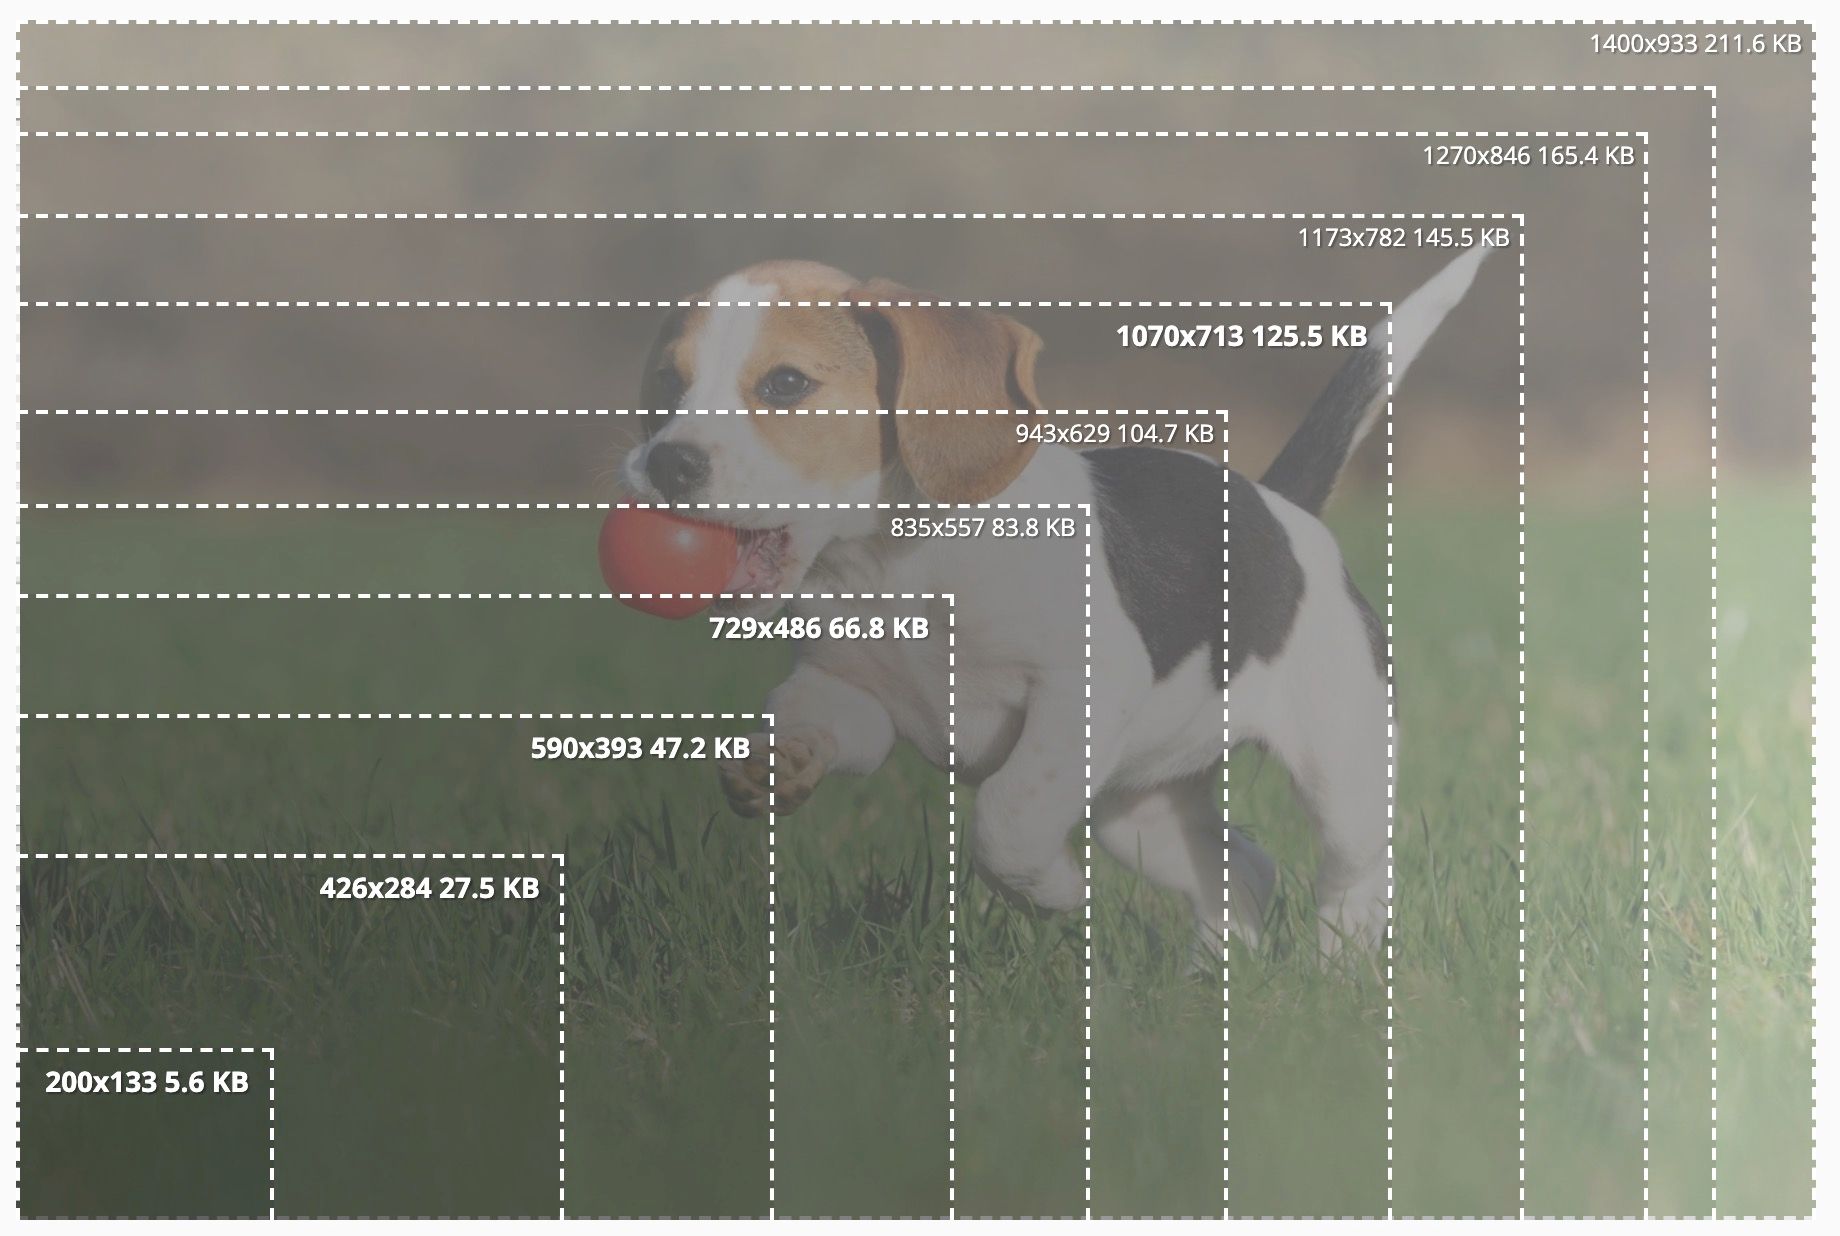 1400x933 211.6 KB
1270x846 165.4 KB
1173x782 145.5 KB
1070x713 125.5 KB
943x629 104.7 KB
835x557 83.8 KB
729x486 66.8 KB
590x393 47.2 KB
426x284 27.5 KB
200x133 5.6 KB